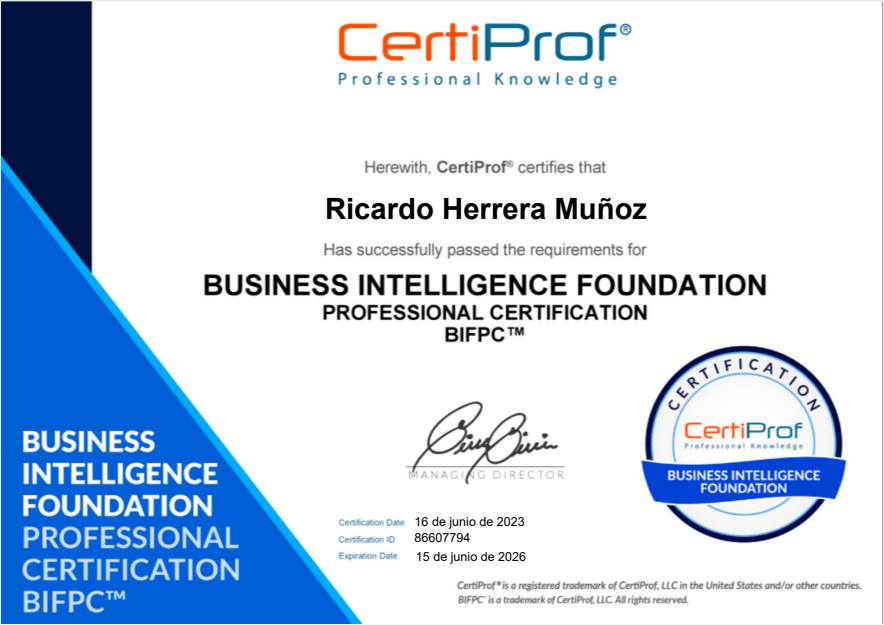 CertiProf®
Professional Knowledge
Herewith, CertiProf® certifies that
Ricardo Herrera Muñoz
Has successfully passed the requirements for
BUSINESS INTELLIGENCE FOUNDATION
PROFESSIONAL CERTIFICATION
BIFPC™
CERTIFICATION
CertiProf
Professional Knowledge
BUSINESS INTELLIGENCE
FOUNDATION
MANAGING DIRECTOR
BUSINESS
INTELLIGENCE
FOUNDATION
PROFESSIONAL
CERTIFICATION
BIFPC™
Certification Date 16 de junio de 2023
Certification ID 86607794
Expiration Date 15 de junio de 2026
CertiProf® is a registered trademark of CertiProf, LLC in the United States and/or other countries.
BIFPC™ is a trademark of CertiProf, LLC. All rights reserved.